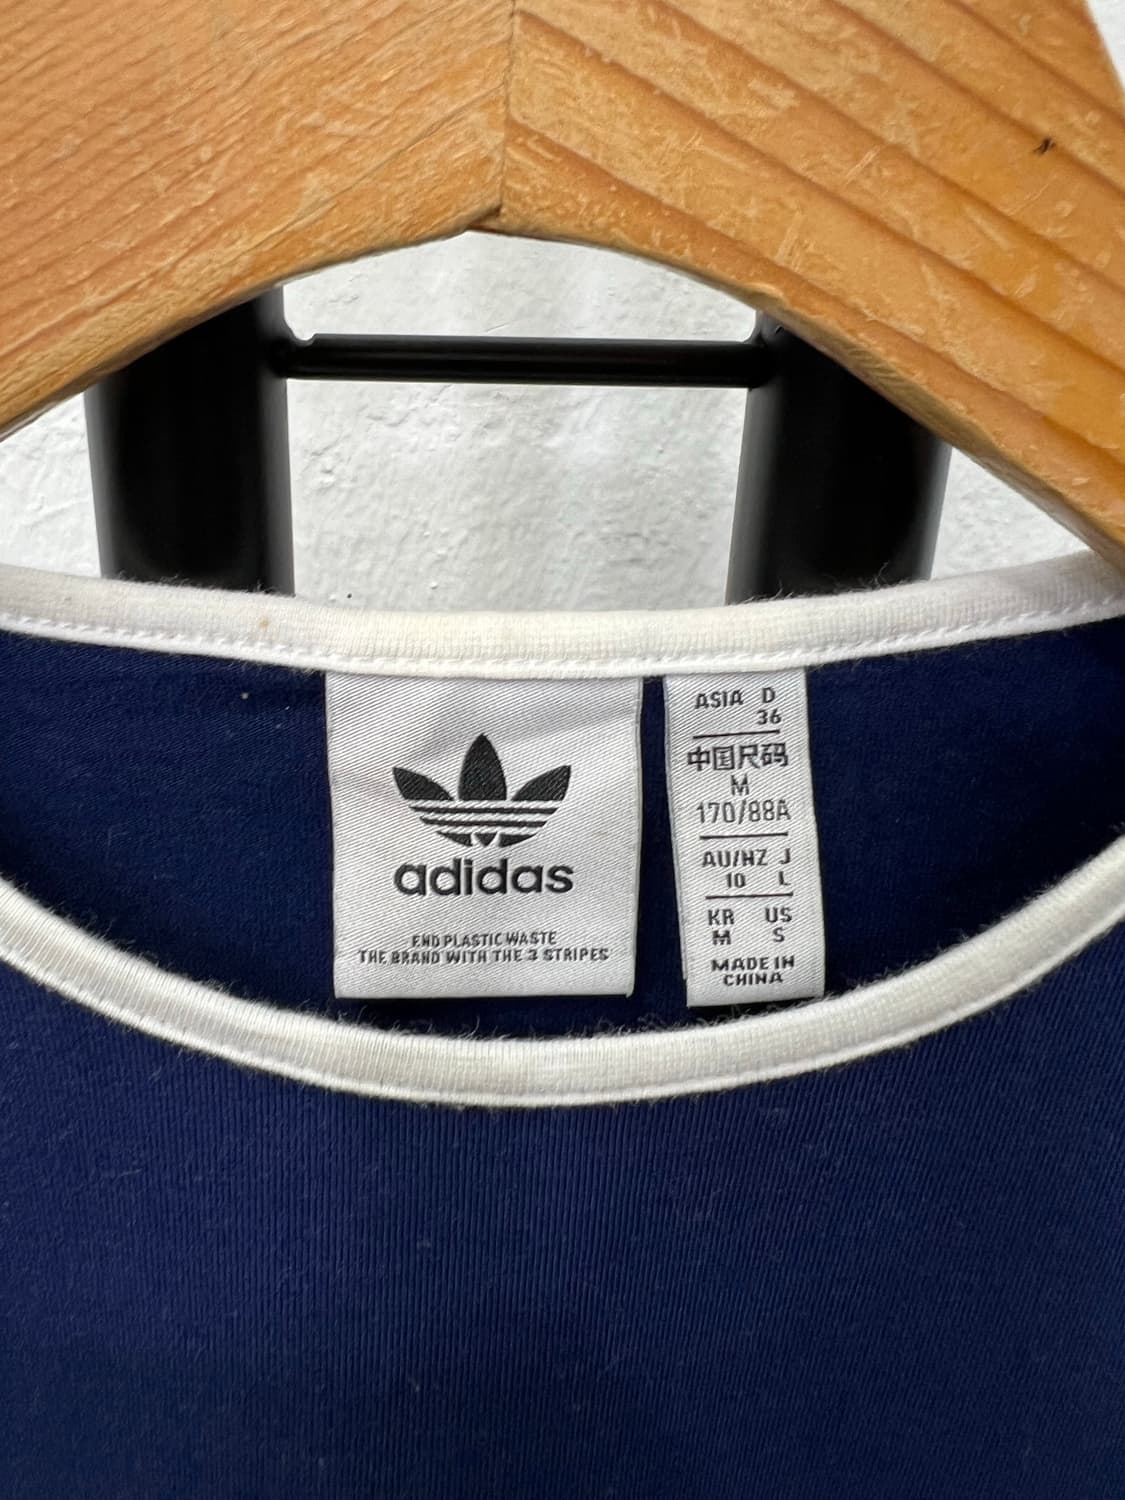 adidas
END PLASTIC WASTE
THE BRAND WITH THE 3 STRIPES
ASIA D
36
中国尺码
M
170/88A
AU/NZ J
10 L
KR US
M S
MADE IN
CHINA